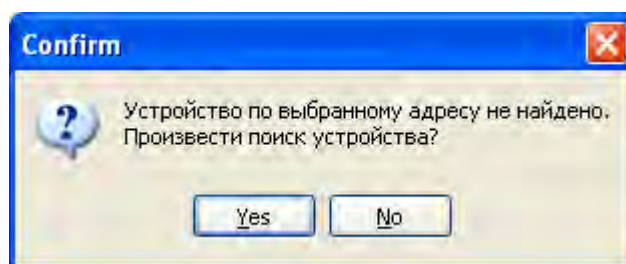 Confirm
Устройство по выбранному адресу не найдено.
Произвести поиск устройства?
Yes No